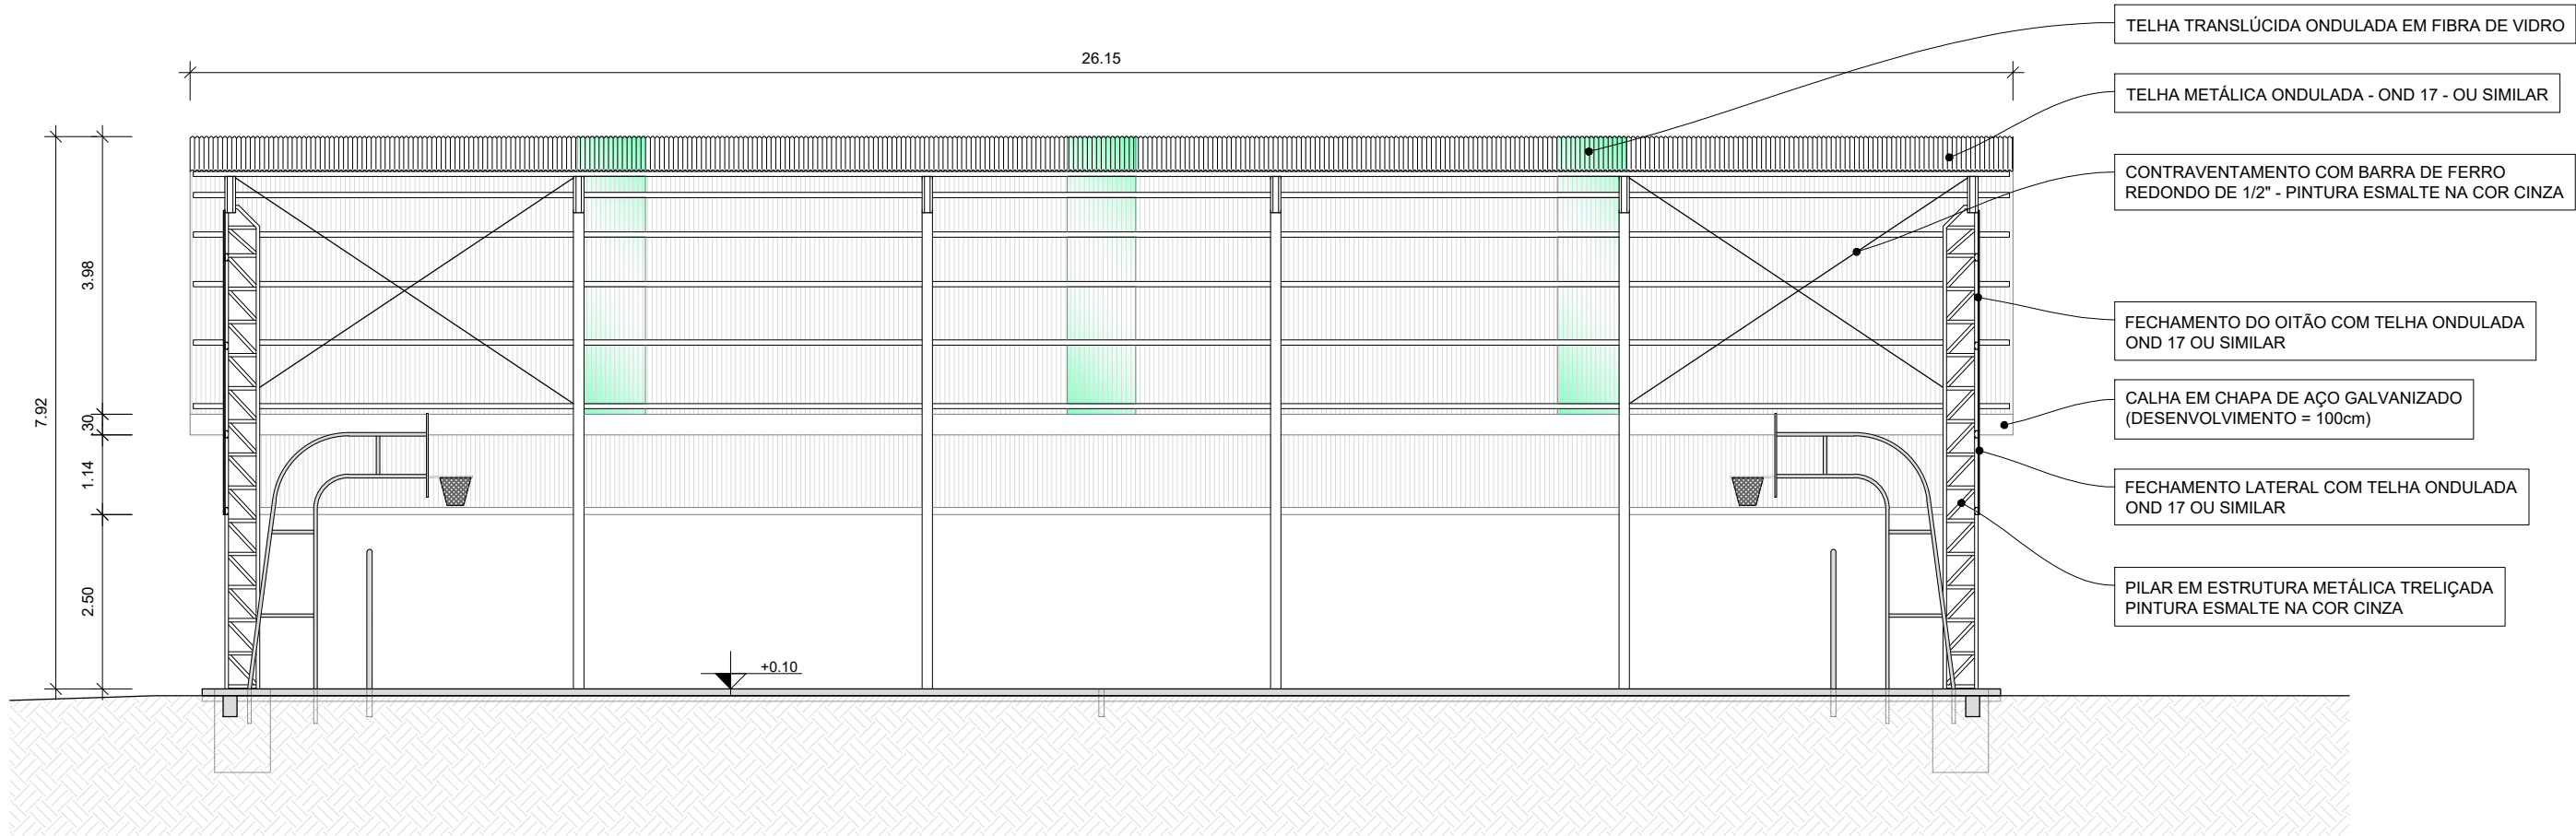 TELHA TRANSLÚCIDA ONDULADA EM FIBRA DE VIDRO
26.15
TELHA METÁLICA ONDULADA - OND 17 - OU SIMILAR
CONTRAVENTAMENTO COM BARRA DE FERRO
REDONDO DE 1/2" - PINTURA ESMALTE NA COR CINZA
3.98
FECHAMENTO DO OITÃO COM TELHA ONDULADA
OND 17 OU SIMILAR
7.92
30
CALHA EM CHAPA DE AÇO GALVANIZADO
(DESENVOLVIMENTO = 100cm)
1.14
FECHAMENTO LATERAL COM TELHA ONDULADA
OND 17 OU SIMILAR
2.50
PILAR EM ESTRUTURA METÁLICA TRELIÇADA
PINTURA ESMALTE NA COR CINZA
+0.10